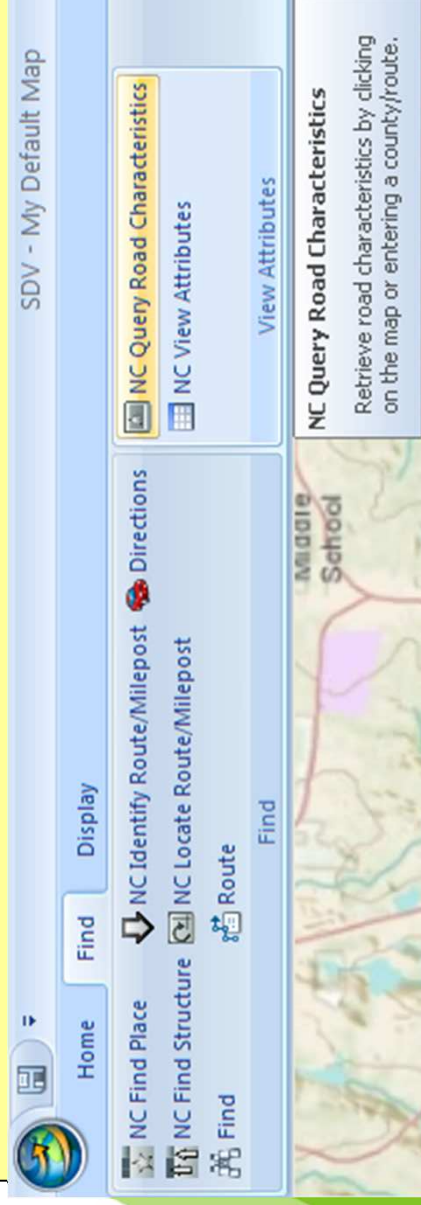 SDV - My Default Map
Home Find Display
NC Find Place NC Identify Route/Milepost Directions
NC Find Structure NC Locate Route/Milepost
Find Route
Find
NC Query Road Characteristics
NC View Attributes
View Attributes
NC Query Road Characteristics
Retrieve road characteristics by clicking
on the map or entering a county/route.
Middle
School